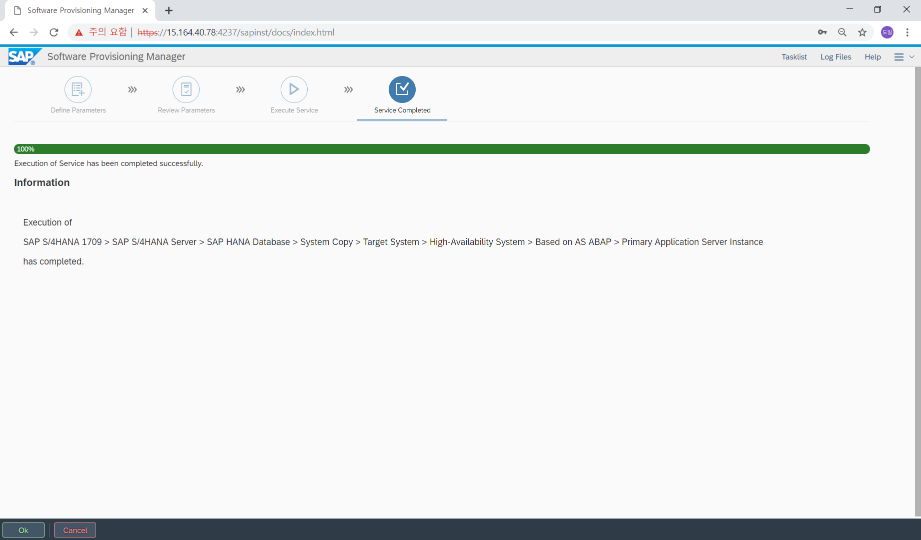 Software Provisioning Manager
주의 요함 | https://15.164.40.78:4237/sapinst/docs/index.html
SAP Software Provisioning Manager Tasklist Log Files Help
Define Parameters Review Parameters Execute Service Service Completed
100%
Execution of Service has been completed successfully.
Information
Execution of
SAP S/4HANA 1709 > SAP S/4HANA Server > SAP HANA Database > System Copy > Target System > High-Availability System > Based on AS ABAP > Primary Application Server Instance
has completed.
Ok Cancel